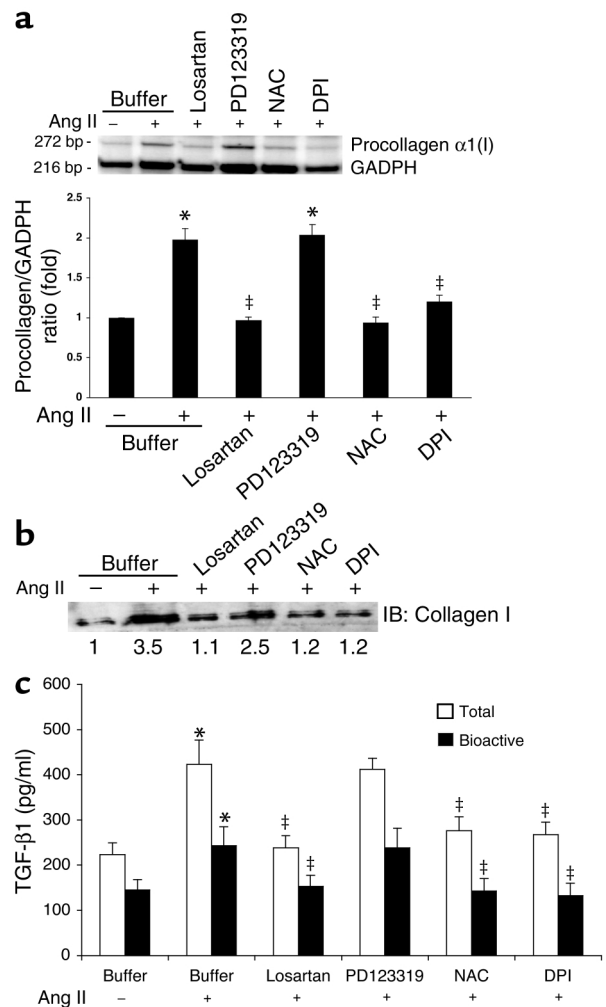 a
Buffer Losartan PD123319 NAC DPI
Ang II – + + + + +
272 bp - Procollagen α1(I)
216 bp - GADPH
Procollagen/GADPH
ratio (fold)
2.5
2
1.5
1
0.5
0
* ‡ * ‡ ‡
Ang II – + + + + +
Buffer Losartan PD123319 NAC DPI
b
Buffer Losartan PD123319 NAC DPI
Ang II – + + + + +
IB: Collagen I
1 3.5 1.1 2.5 1.2 1.2
c
TGF-β1 (pg/ml)
600
500
400
300
200
100
0
Total
Bioactive
* * ‡ ‡ ‡ ‡ ‡ ‡
Buffer Buffer Losartan PD123319 NAC DPI
Ang II – + + + + +